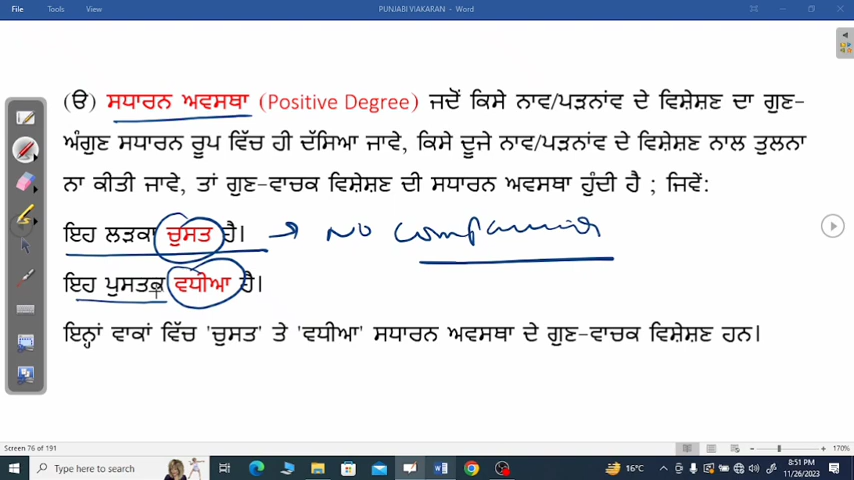 PUNJABI VIAKARAN - Word
File Tools View
(ੳ) ਸਧਾਰਨ ਅਵਸਥਾ (Positive Degree) ਜਦੋਂ ਕਿਸੇ ਨਾਂਵ/ਪੜਨਾਂਵ ਦੇ ਵਿਸ਼ੇਸ਼ਣ ਦਾ ਗੁਣ-
ਅੰਗੁਣ ਸਧਾਰਨ ਰੂਪ ਵਿੱਚ ਹੀ ਦੱਸਿਆ ਜਾਵੇ, ਕਿਸੇ ਦੂਜੇ ਨਾਵ/ਪੜਨਾਂਵ ਦੇ ਵਿਸ਼ੇਸ਼ਣ ਨਾਲ ਤੁਲਨਾ
ਨਾ ਕੀਤੀ ਜਾਵੇ, ਤਾਂ ਗੁਣ-ਵਾਚਕ ਵਿਸ਼ੇਸ਼ਣ ਦੀ ਸਧਾਰਨ ਅਵਸਥਾ ਹੁੰਦੀ ਹੈ ; ਜਿਵੇਂ:
ਇਹ ਲੜਕਾ ਚੁਸਤ ਹੈ। → No comparison
ਇਹ ਪੁਸਤਕ ਵਧੀਆ ਹੈ।
ਇਨ੍ਹਾਂ ਵਾਕਾਂ ਵਿੱਚ 'ਚੁਸਤ' ਤੇ 'ਵਧੀਆ' ਸਧਾਰਨ ਅਵਸਥਾ ਦੇ ਗੁਣ-ਵਾਚਕ ਵਿਸ਼ੇਸ਼ਣ ਹਨ।
Screen 76 of 191
170%
Type here to search
16°C
8:51 PM
11/26/2023